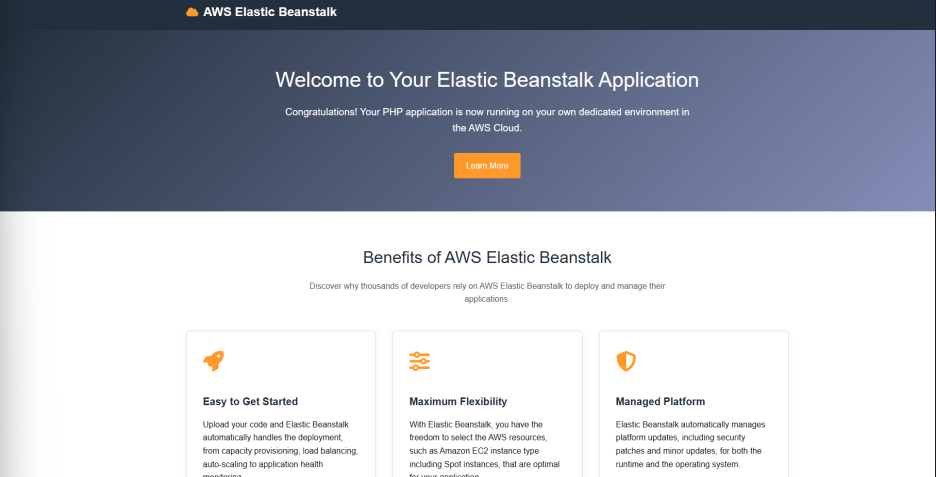 AWS Elastic Beanstalk
Welcome to Your Elastic Beanstalk Application
Congratulations! Your PHP application is now running on your own dedicated environment in
the AWS Cloud.
Learn More
Benefits of AWS Elastic Beanstalk
Discover why thousands of developers rely on AWS Elastic Beanstalk to deploy and manage their
applications.
Easy to Get Started
Upload your code and Elastic Beanstalk
automatically handles the deployment,
from capacity provisioning, load balancing,
auto-scaling to application health
monitoring.
Maximum Flexibility
With Elastic Beanstalk, you have the
freedom to select the AWS resources,
such as Amazon EC2 instance type
including Spot instances, that are optimal
for your application.
Managed Platform
Elastic Beanstalk automatically manages
platform updates, including security
patches and minor updates, for both the
runtime and the operating system.